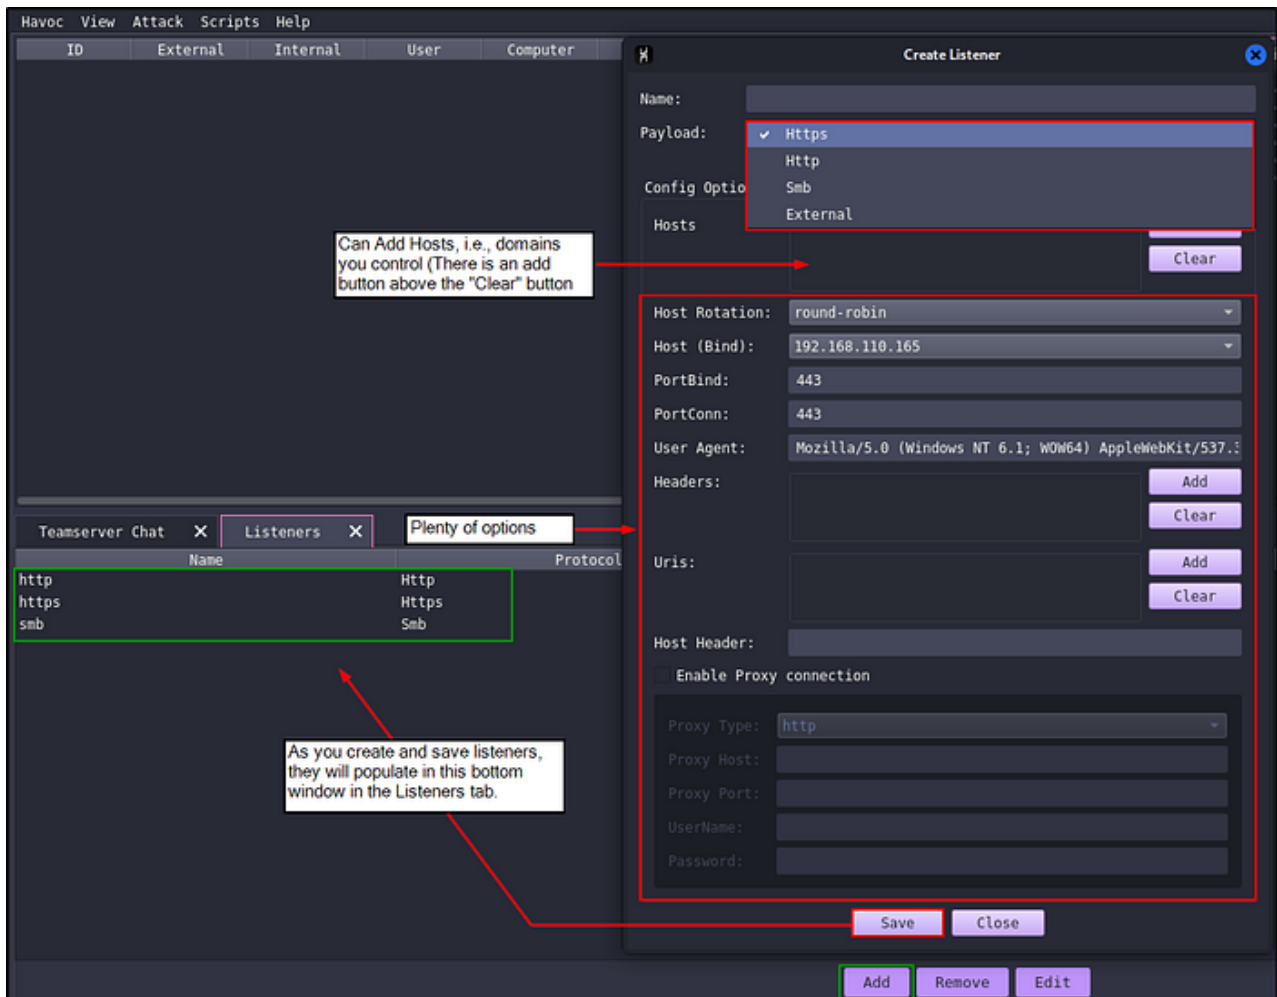 Havoc View Attack Scripts Help
ID External Internal User Computer
Create Listener
Name:
Payload:
Https
Http
Smb
External
Config Optio
Hosts
Clear
Can Add Hosts, i.e., domains
you control (There is an add
button above the "Clear" button
Host Rotation: round-robin
Host (Bind): 192.168.110.165
PortBind: 443
PortConn: 443
User Agent: Mozilla/5.0 (Windows NT 6.1; WOW64) AppleWebKit/537.
Headers: Add
Clear
Uris: Add
Clear
Host Header:
Enable Proxy connection
Proxy Type: http
Proxy Host:
Proxy Port:
UserName:
Password:
Save Close
Teamserver Chat X Listeners X
Plenty of options
Name Protocol
http Http
https Https
smb Smb
As you create and save listeners,
they will populate in this bottom
window in the Listeners tab.
Add Remove Edit